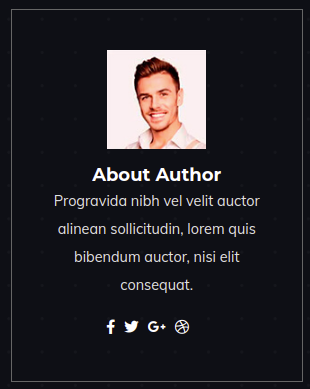 About Author
Progravida nibh vel velit auctor
alinean sollicitudin, lorem quis
bibendum auctor, nisi elit
consequat.